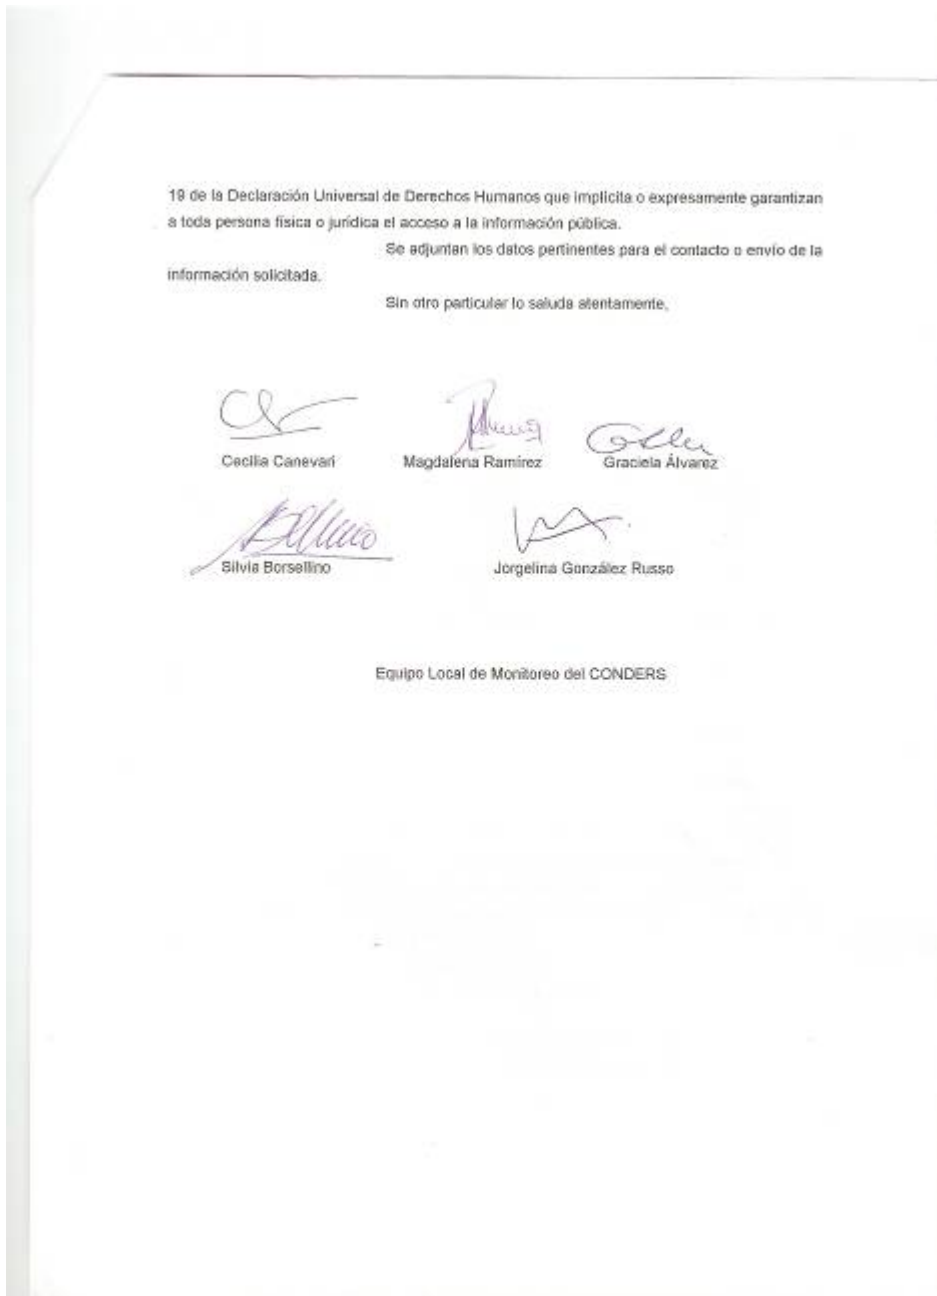 19 de la Declaración Universal de Derechos Humanos que implícita o expresamente garantizan
a toda persona física o jurídica el acceso a la información pública.
Se adjuntan los datos pertinentes para el contacto o envío de la
información solicitada.
Sin otro particular lo saluda atentamente,
Cecilia Canevari Magdalena Ramírez Graciela Álvarez
Silvia Borsellino Jorgelina González Russo
Equipo Local de Monitoreo del CONDERS